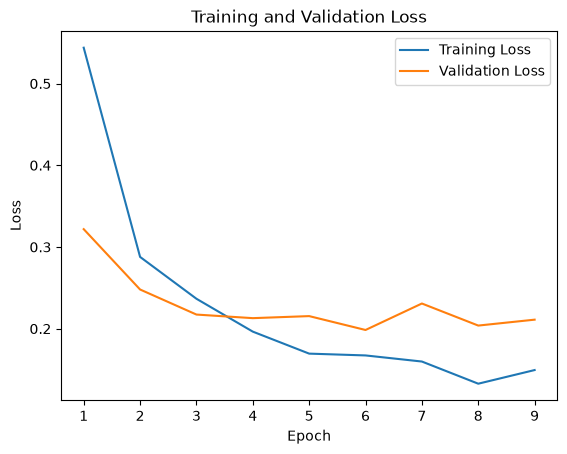 Training and Validation Loss
Training Loss
Validation Loss
0.5
0.4
0.3
0.2
Loss
1 2 3 4 5 6 7 8 9
Epoch